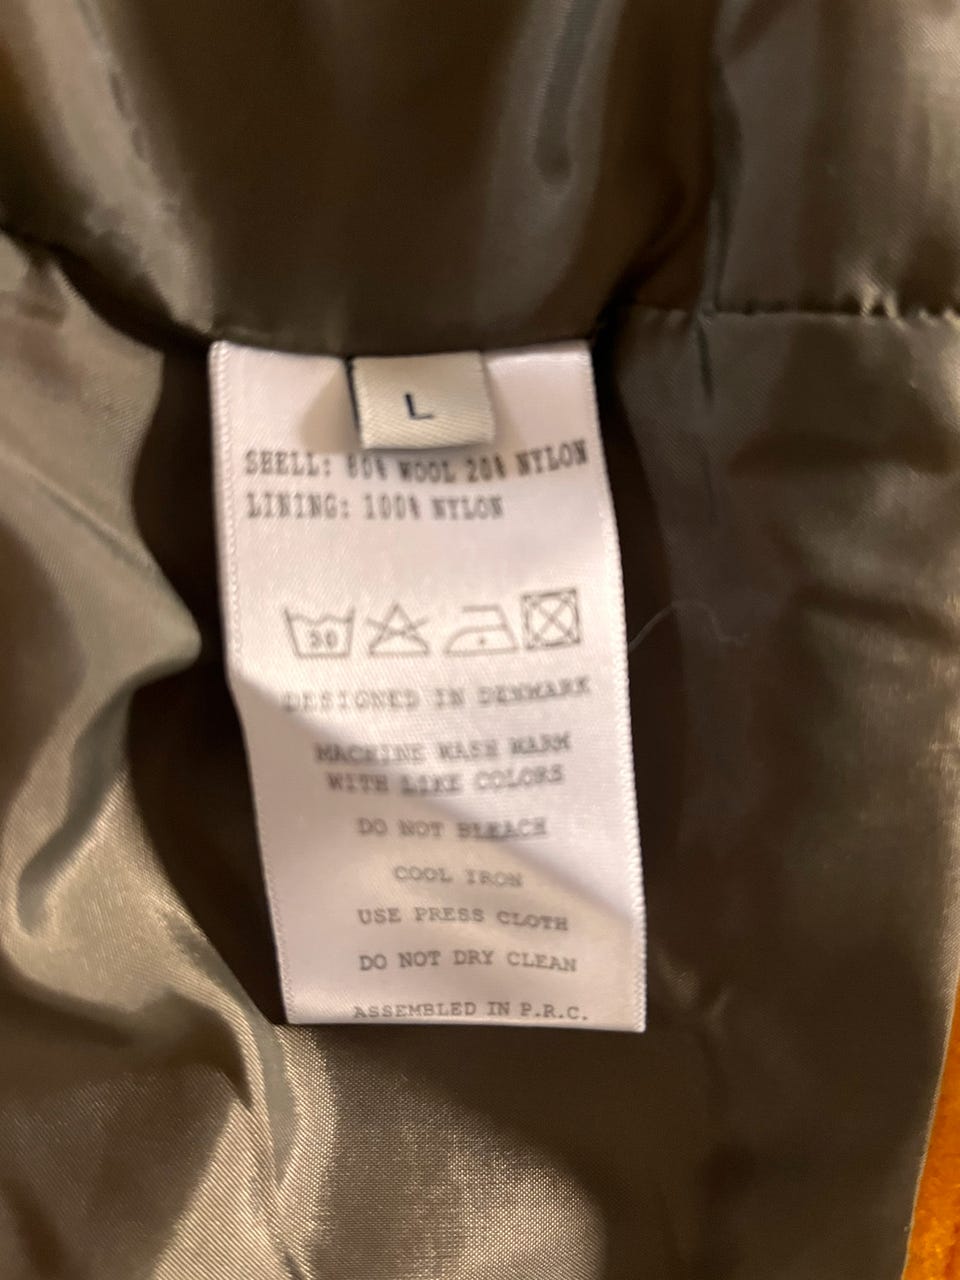 L
SHELL: 80% WOOL 20% NYLON
LINING: 100% NYLON
30
DESIGNED IN DENMARK
MACHINE WASH WARM
WITH LIKE COLORS
DO NOT BLEACH
COOL IRON
USE PRESS CLOTH
DO NOT DRY CLEAN
ASSEMBLED IN P.R.C.